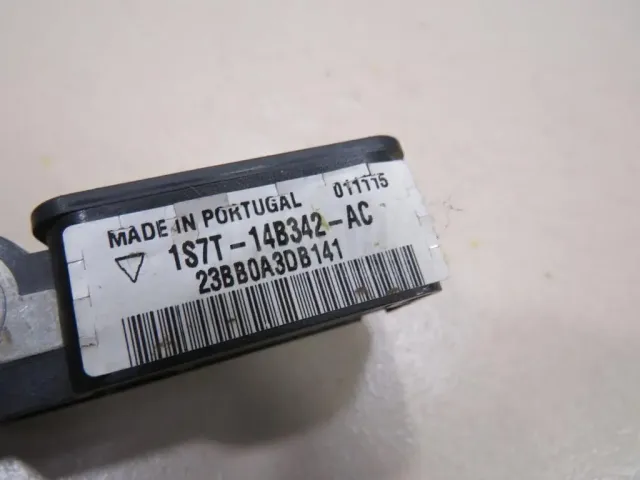 MADE IN PORTUGAL 011115
1S7T-14B342-AC
23BB0A3DB141